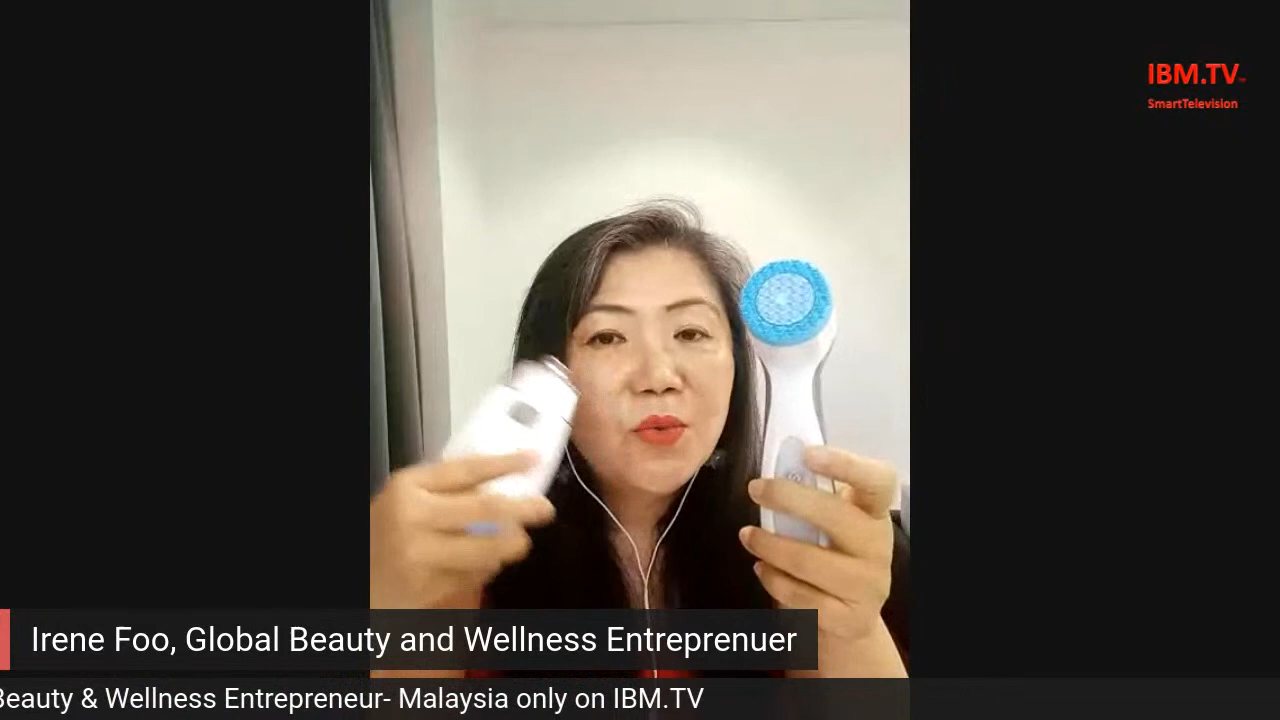 IBM.TV
SmartTelevision
Irene Foo, Global Beauty and Wellness Entreprenuer
Beauty & Wellness Entrepreneur- Malaysia only on IBM.TV